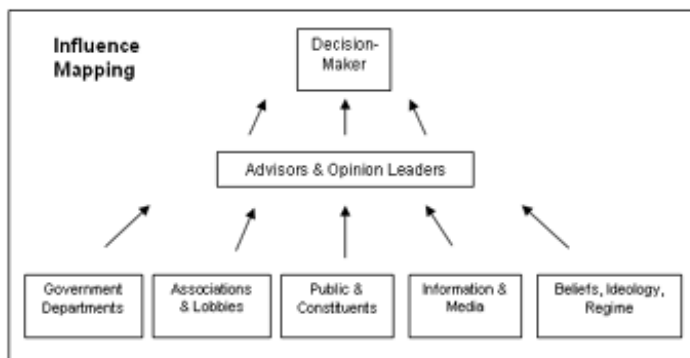 Influence
Mapping
Decision-
Maker
Advisors & Opinion Leaders
Government
Departments
Associations
& Lobbies
Public &
Constituents
Information &
Media
Beliefs, Ideology,
Regime